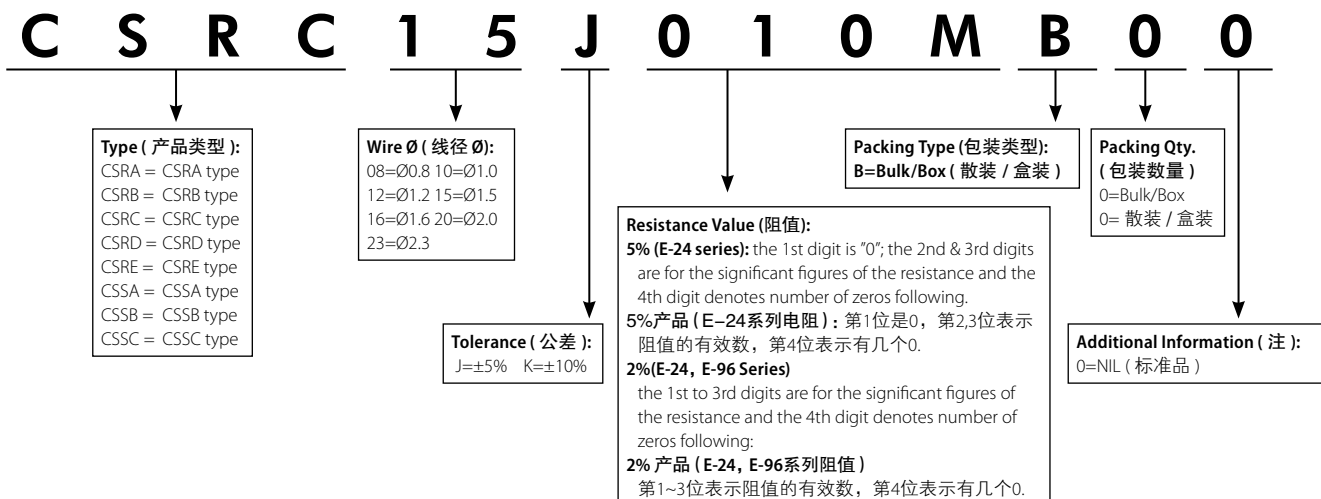 C S R C 1 5 J 0 1 0 M B 0 0
Type ( 产品类型 ):
CSRA = CSRA type
CSRB = CSRB type
CSRC = CSRC type
CSRD = CSRD type
CSRE = CSRE type
CSSA = CSSA type
CSSB = CSSB type
CSSC = CSSC type
Wire Ø ( 线径 Ø):
08=Ø0.8 10=Ø1.0
12=Ø1.2 15=Ø1.5
16=Ø1.6 20=Ø2.0
23=Ø2.3
Tolerance ( 公差 ):
J=±5% K=±10%
Resistance Value (阻值):
5% (E-24 series): the 1st digit is "0"; the 2nd & 3rd digits
are for the significant figures of the resistance and the
4th digit denotes number of zeros following.
5%产品 ( E–24系列电阻 ) : 第1位是0，第2,3位表示
阻值的有效数，第4位表示有几个0.
2%(E-24, E-96 Series)
the 1st to 3rd digits are for the significant figures of
the resistance and the 4th digit denotes number of
zeros following:
2% 产品 ( E-24, E-96系列阻值 )
第1~3位表示阻值的有效数，第4位表示有几个0.
Packing Type (包装类型):
B=Bulk/Box ( 散装 / 盒装 )
Packing Qty.
( 包装数量 )
0=Bulk/Box
0= 散装 / 盒装
Additional Information ( 注 ):
0=NIL ( 标准品 )